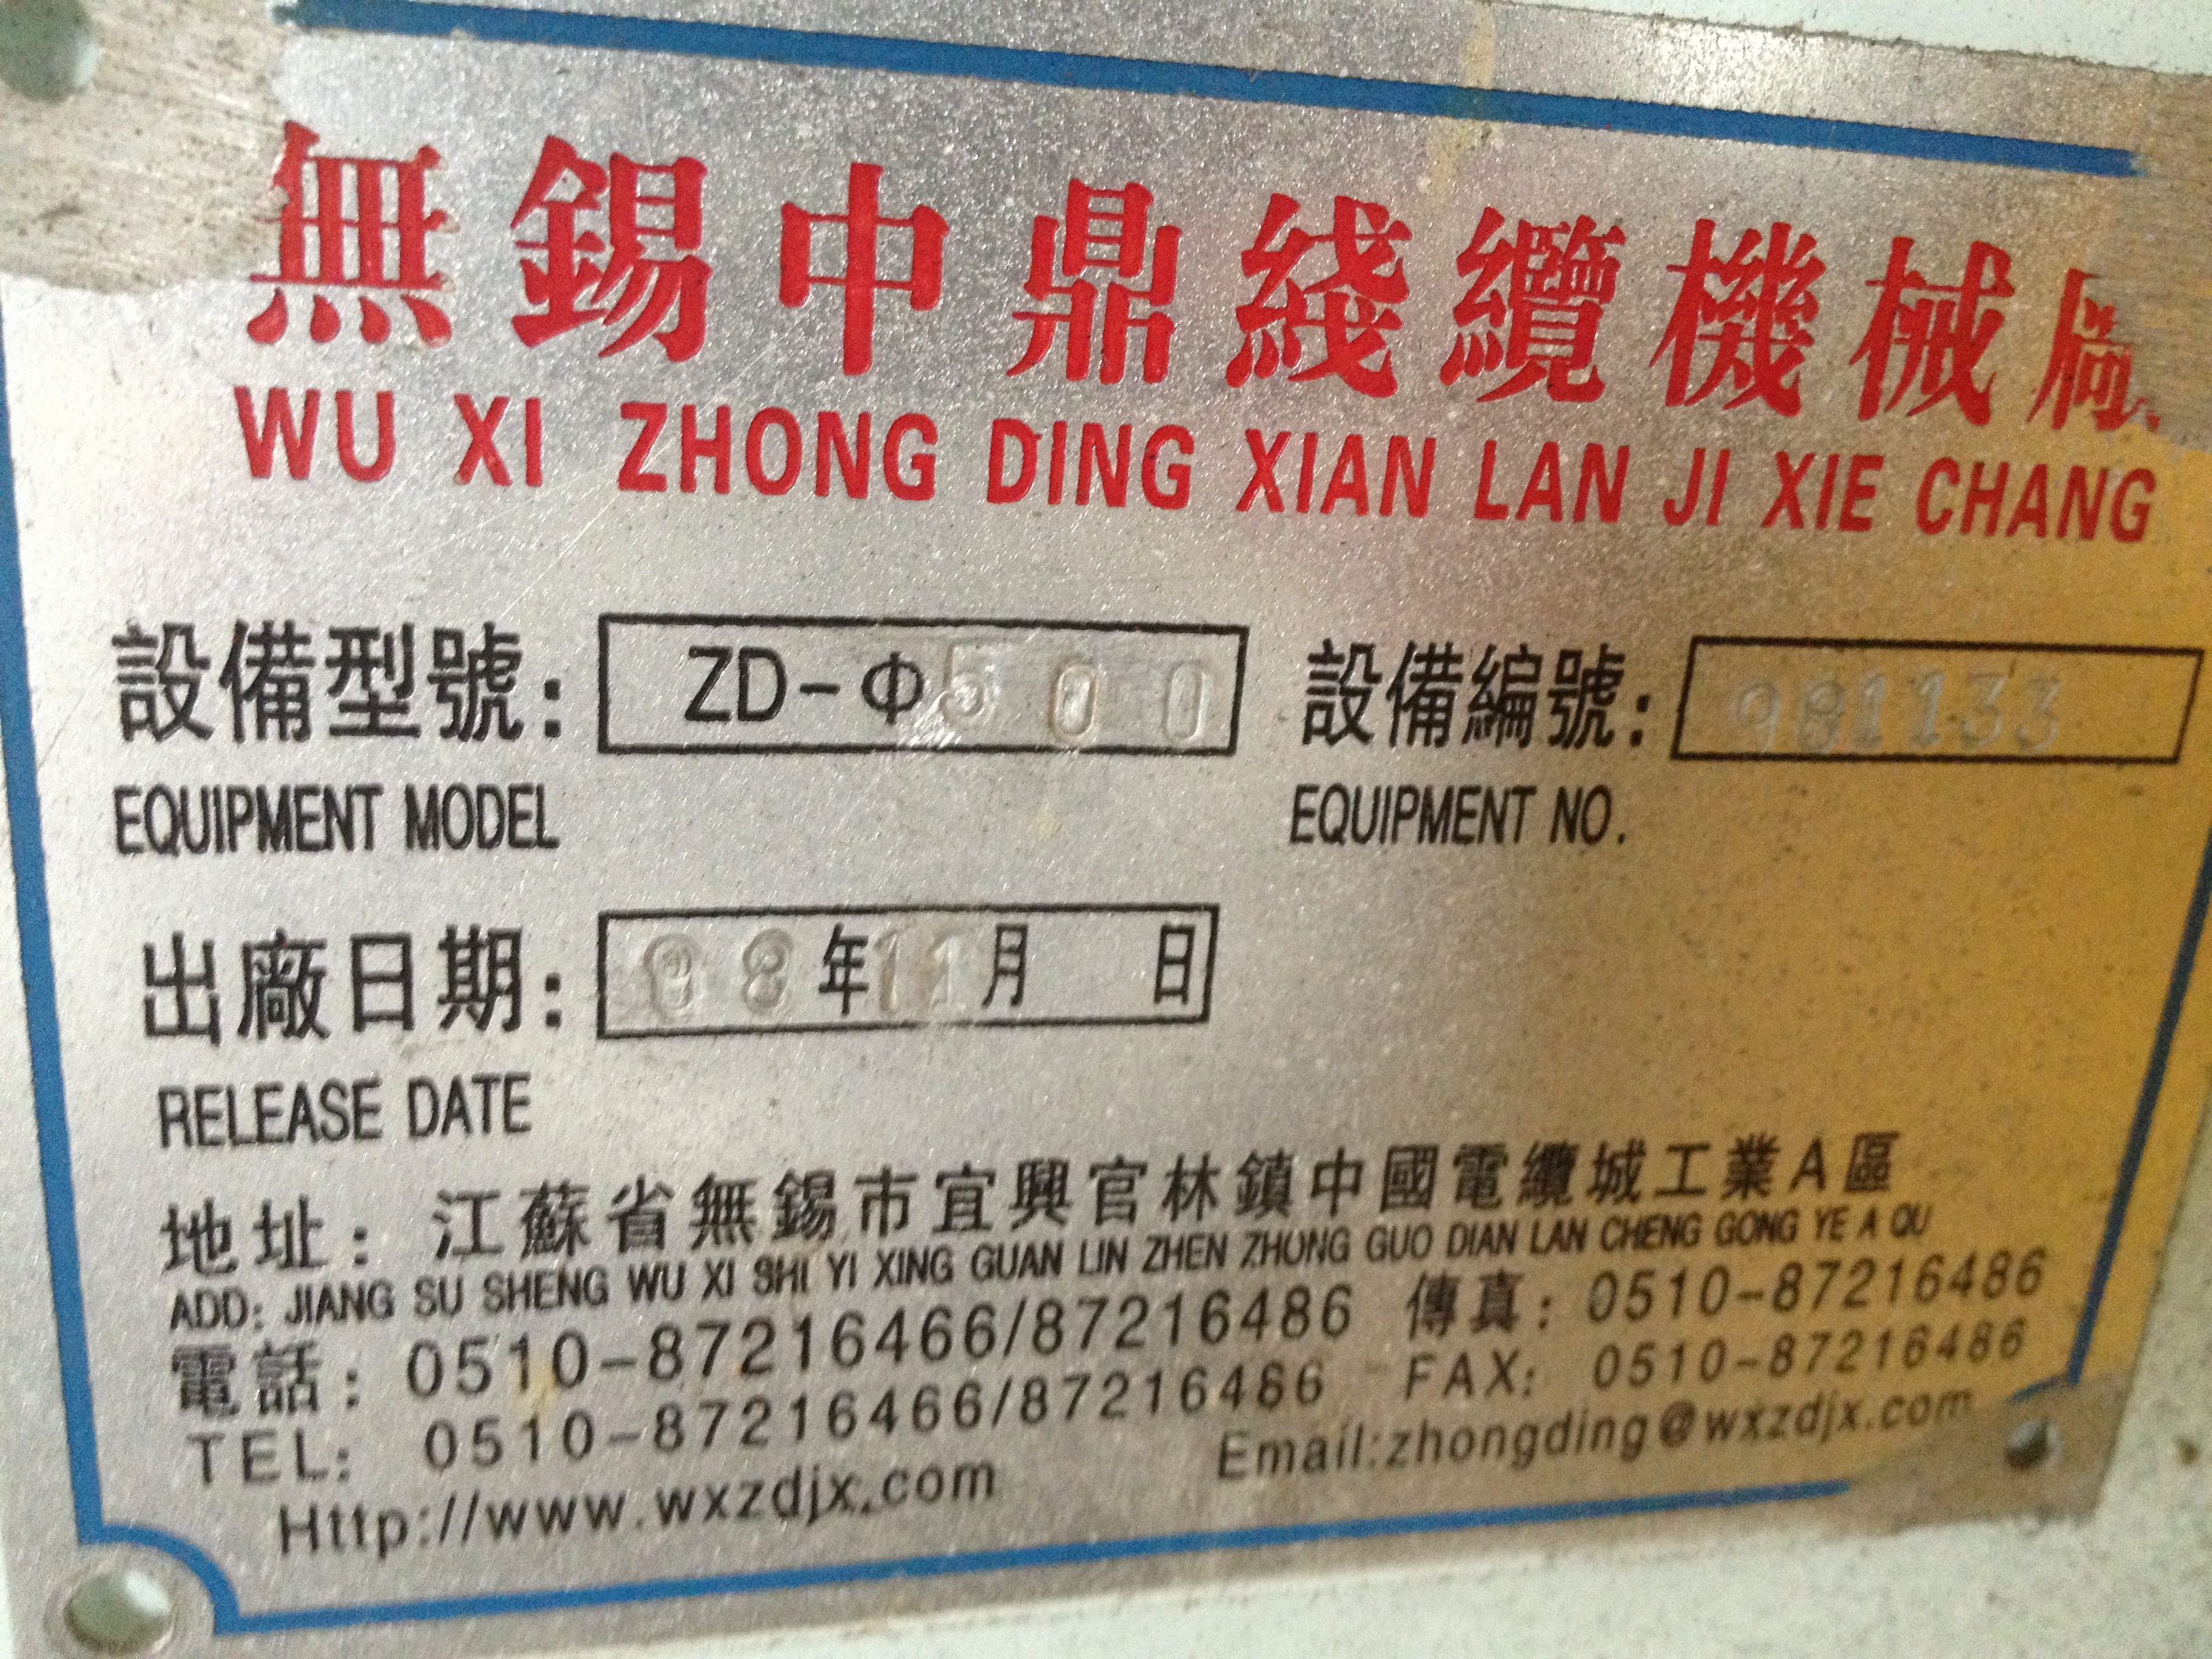 無錫中鼎綫纜機械廠
WU XI ZHONG DING XIAN LAN JI XIE CHANG
設備型號: ZD-Φ500 設備編號: 981133
EQUIPMENT MODEL EQUIPMENT NO.
出廠日期: 08年11月 日
RELEASE DATE
地址: 江蘇省無錫市宜興官林鎮中國電纜城工業A區
ADD: JIANG SU SHENG WU XI SHI YI XING GUAN LIN ZHEN ZHONG GUO DIAN LAN CHENG GONG YE A QU
電話: 0510-87216466/87216486 傳真: 0510-87216486
TEL: 0510-87216466/87216486 FAX: 0510-87216486
Http://www.wxzdjx.com Email:zhongding@wxzdjx.com